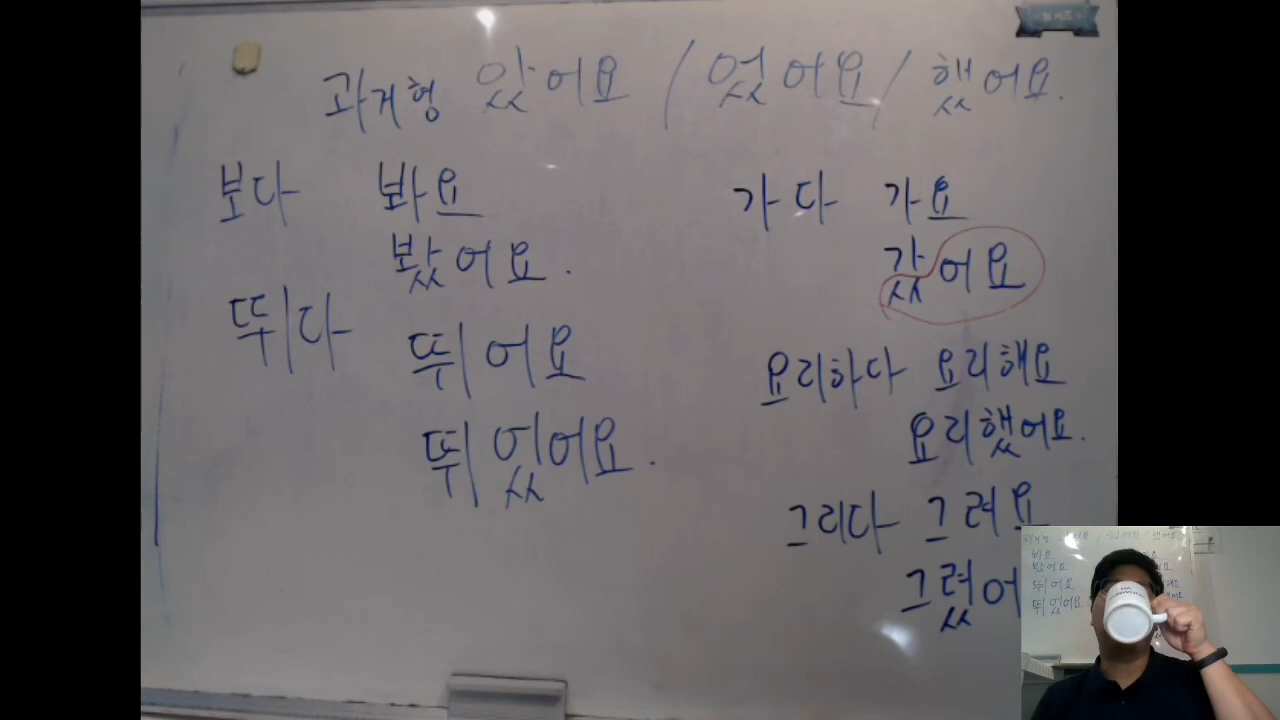 과거형 았어요 / 었어요 / 했어요.
보다 봐요
봤어요.
뛰다 뛰어요
뛰었어요.
가다 가요
갔어요
요리하다 요리해요
요리했어요.
그리다 그려요
그렸어